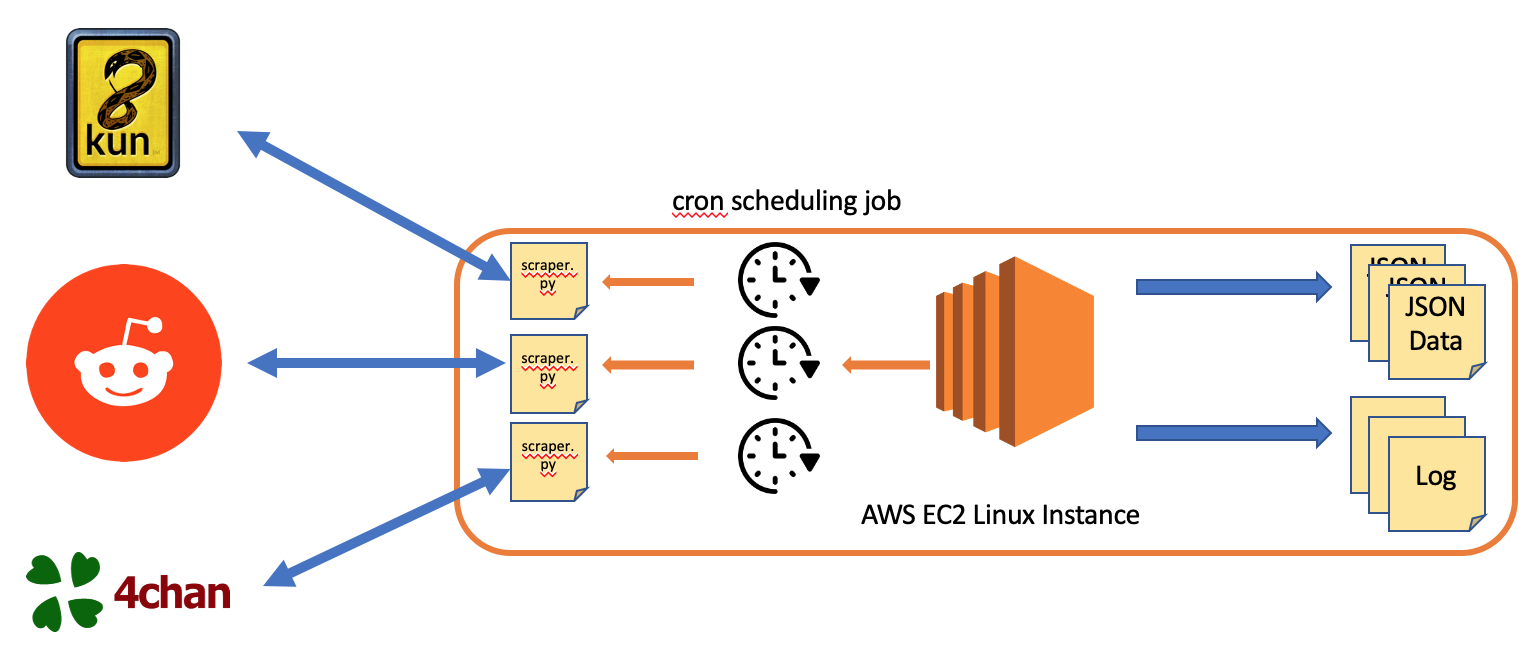 8
kun
cron scheduling job
scraper.
py
scraper.
py
scraper.
py
JSON
JSON
JSON
Data
Log
AWS EC2 Linux Instance
4chan